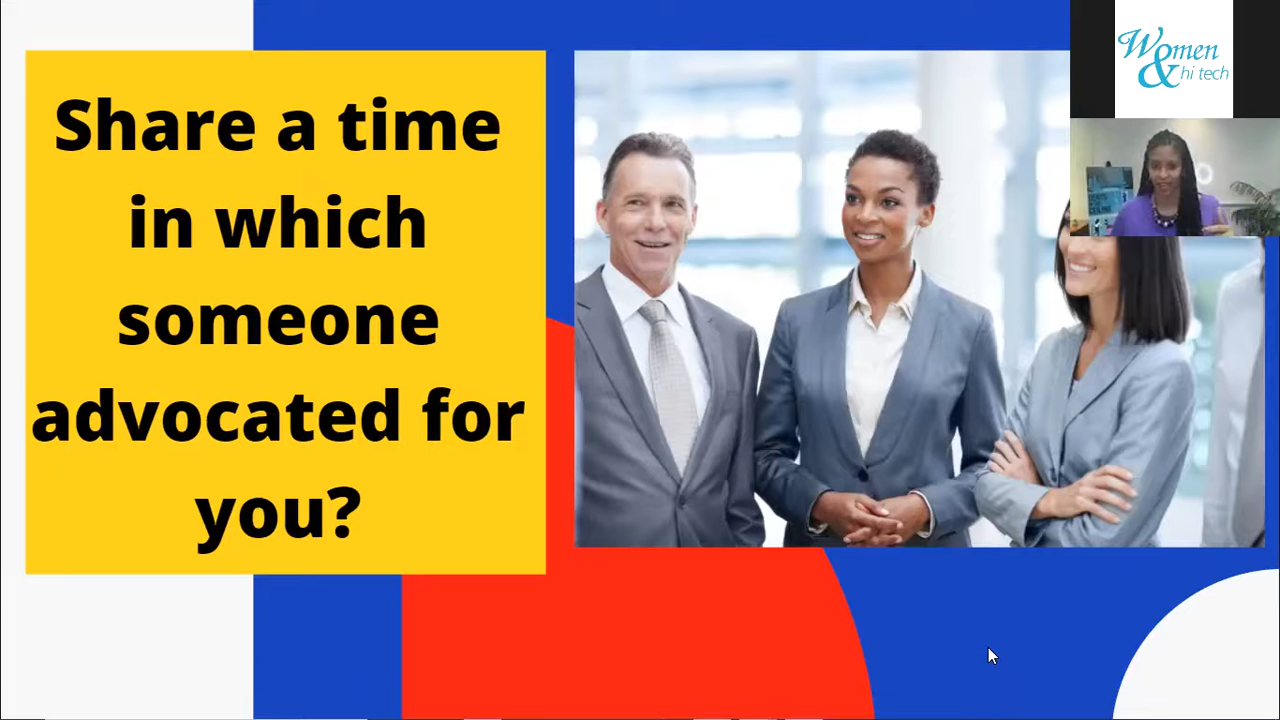 Share a time
in which
someone
advocated for
you?
Women
& hi tech